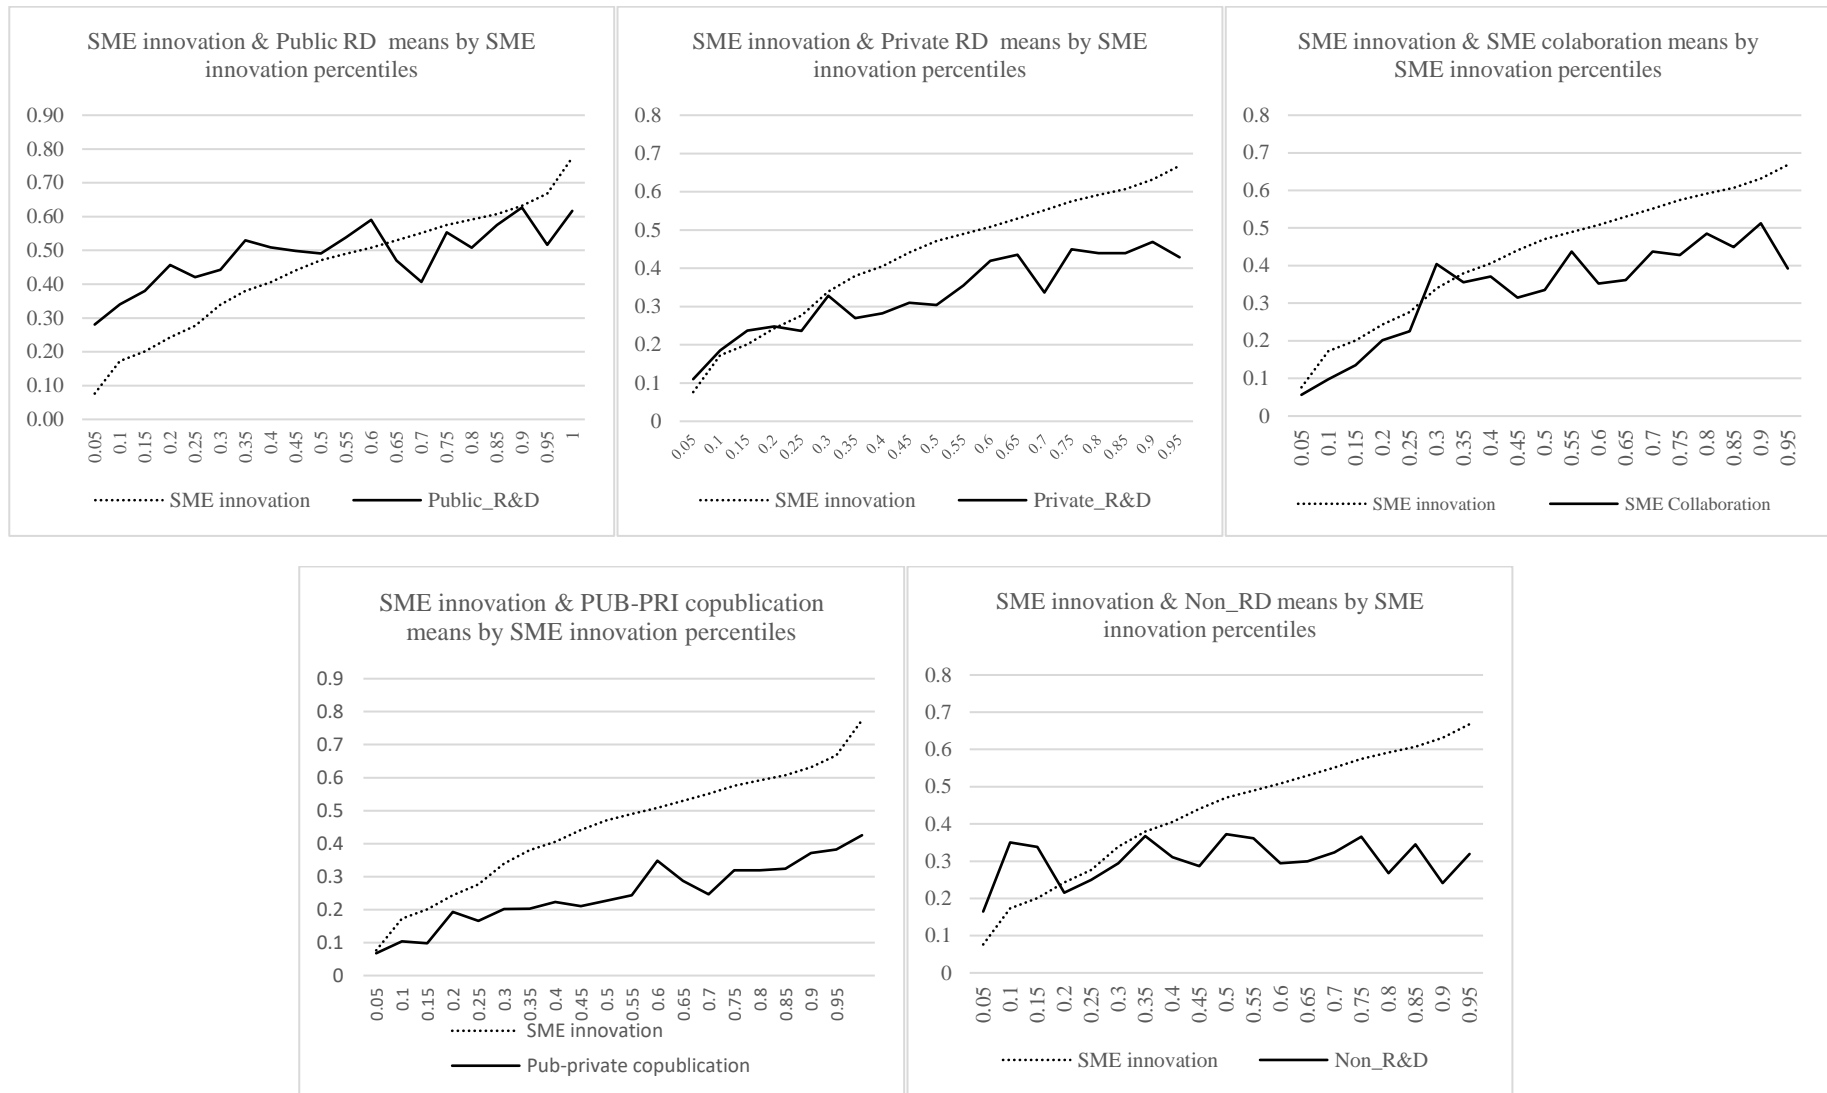 SME innovation & Public RD means by SME
innovation percentiles
0.90
0.80
0.70
0.60
0.50
0.40
0.30
0.20
0.10
0.00
0.05 0.1 0.15 0.2 0.25 0.3 0.35 0.4 0.45 0.5 0.55 0.6 0.65 0.7 0.75 0.8 0.85 0.9 0.95 1
SME innovation Public_R&D
SME innovation & Private RD means by SME
innovation percentiles
0.8
0.7
0.6
0.5
0.4
0.3
0.2
0.1
0
0.05 0.1 0.15 0.2 0.25 0.3 0.35 0.4 0.45 0.5 0.55 0.6 0.65 0.7 0.75 0.8 0.85 0.9 0.95
SME innovation Private_R&D
SME innovation & SME colaboration means by
SME innovation percentiles
0.8
0.7
0.6
0.5
0.4
0.3
0.2
0.1
0
0.05 0.1 0.15 0.2 0.25 0.3 0.35 0.4 0.45 0.5 0.55 0.6 0.65 0.7 0.75 0.8 0.85 0.9 0.95
SME innovation SME Collaboration
SME innovation & PUB-PRI copublication
means by SME innovation percentiles
0.9
0.8
0.7
0.6
0.5
0.4
0.3
0.2
0.1
0
0.05 0.1 0.15 0.2 0.25 0.3 0.35 0.4 0.45 0.5 0.55 0.6 0.65 0.7 0.75 0.8 0.85 0.9 0.95
SME innovation
Pub-private copublication
SME innovation & Non_RD means by SME
innovation percentiles
0.8
0.7
0.6
0.5
0.4
0.3
0.2
0.1
0
0.05 0.1 0.15 0.2 0.25 0.3 0.35 0.4 0.45 0.5 0.55 0.6 0.65 0.7 0.75 0.8 0.85 0.9 0.95
SME innovation Non_R&D